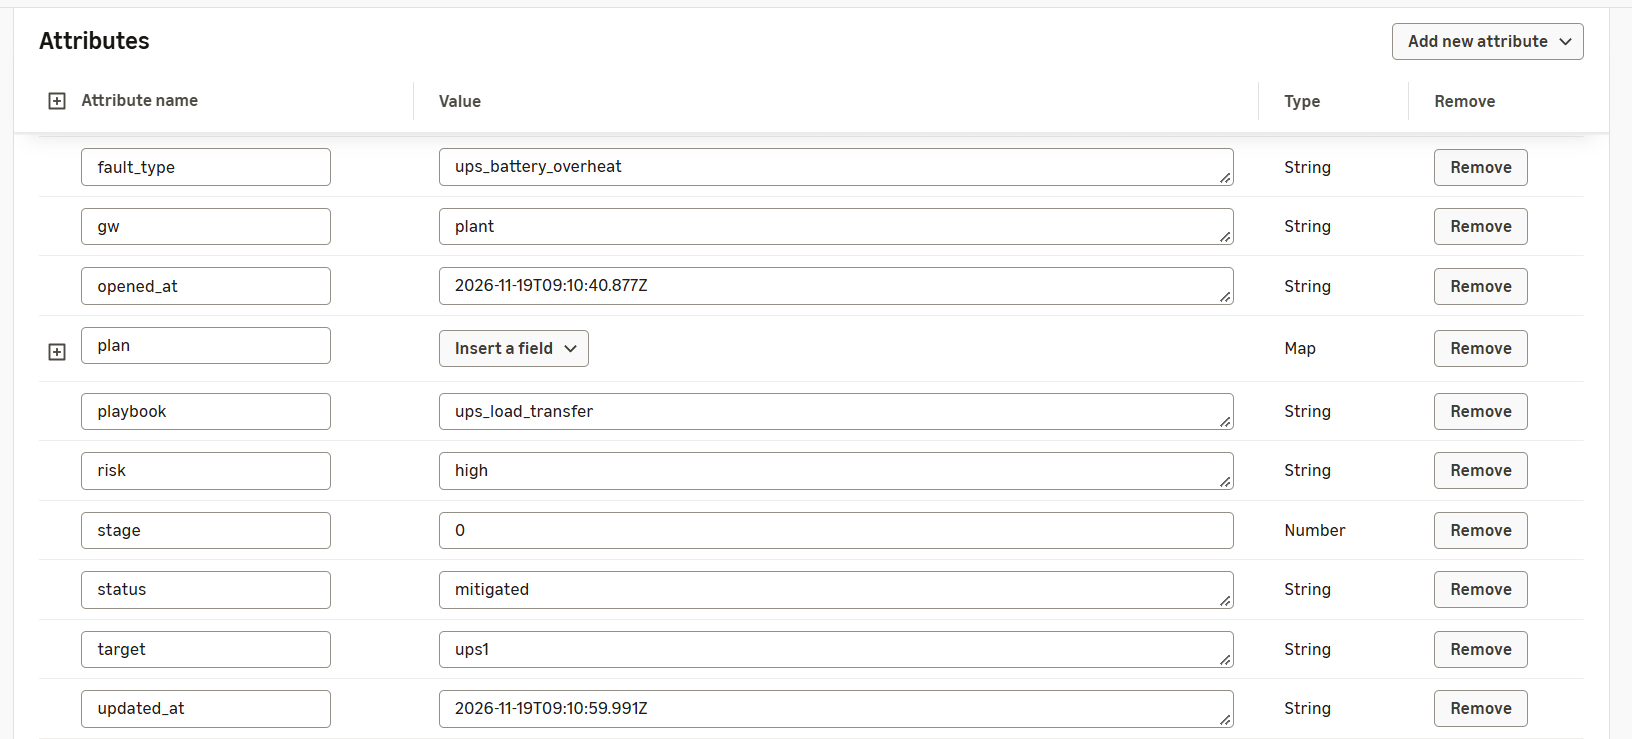 Attributes
Add new attribute
Attribute name Value Type Remove
fault_type ups_battery_overheat String Remove
gw plant String Remove
opened_at 2026-11-19T09:10:40.877Z String Remove
plan Insert a field Map Remove
playbook ups_load_transfer String Remove
risk high String Remove
stage 0 Number Remove
status mitigated String Remove
target ups1 String Remove
updated_at 2026-11-19T09:10:59.991Z String Remove